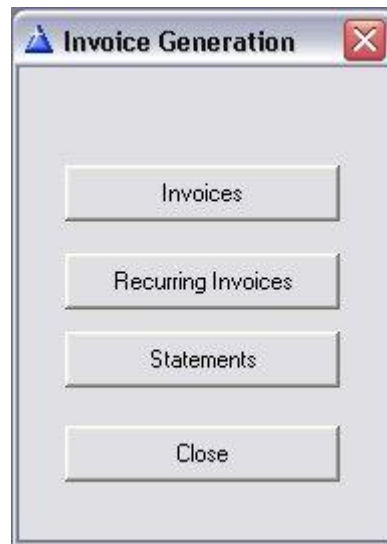 Invoice Generation
Invoices
Recurring Invoices
Statements
Close